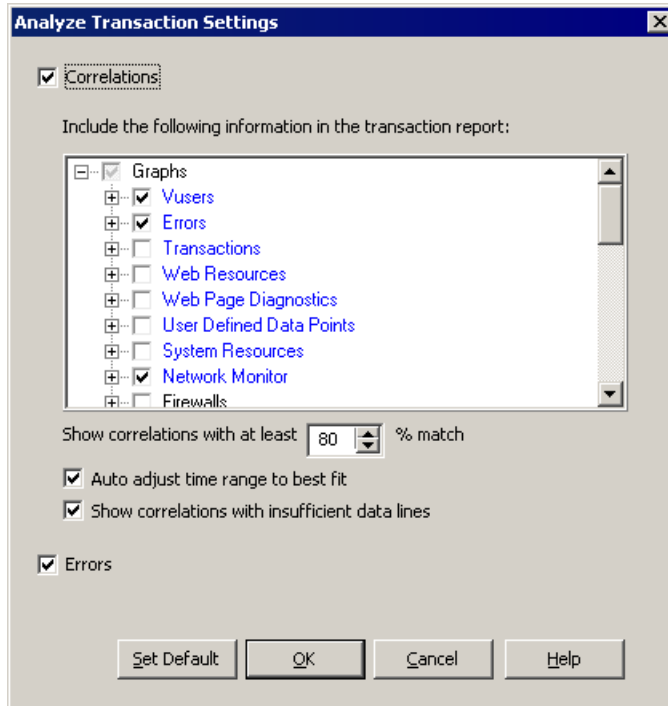 Analyze Transaction Settings
Correlations
Include the following information in the transaction report:
Graphs
Vusers
Errors
Transactions
Web Resources
Web Page Diagnostics
User Defined Data Points
System Resources
Network Monitor
Firewalls
Show correlations with at least 80 % match
Auto adjust time range to best fit
Show correlations with insufficient data lines
Errors
Set Default OK Cancel Help